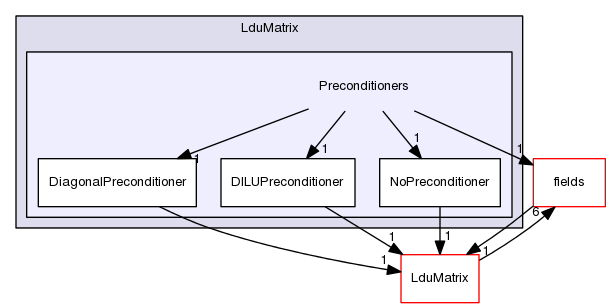 LduMatrix
Preconditioners
1
1
1
1
DiagonalPreconditioner
DILUPreconditioner
NoPreconditioner
fields
6
1
1
1
1
LduMatrix